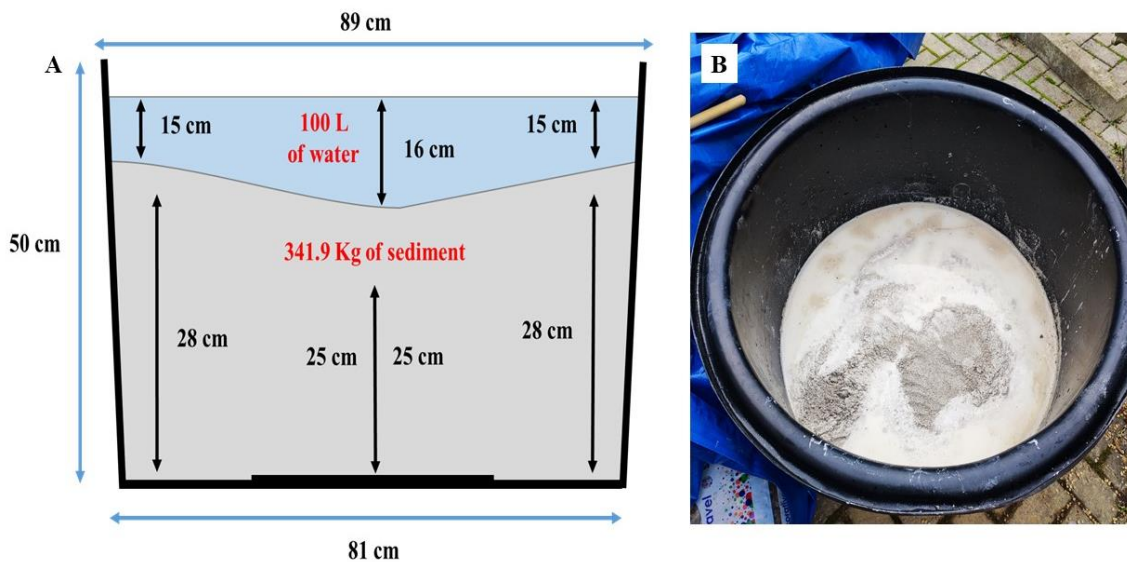 89 cm
A
B
15 cm
100 L
of water
16 cm
15 cm
50 cm
341.9 Kg of sediment
28 cm
25 cm
25 cm
28 cm
81 cm
avel